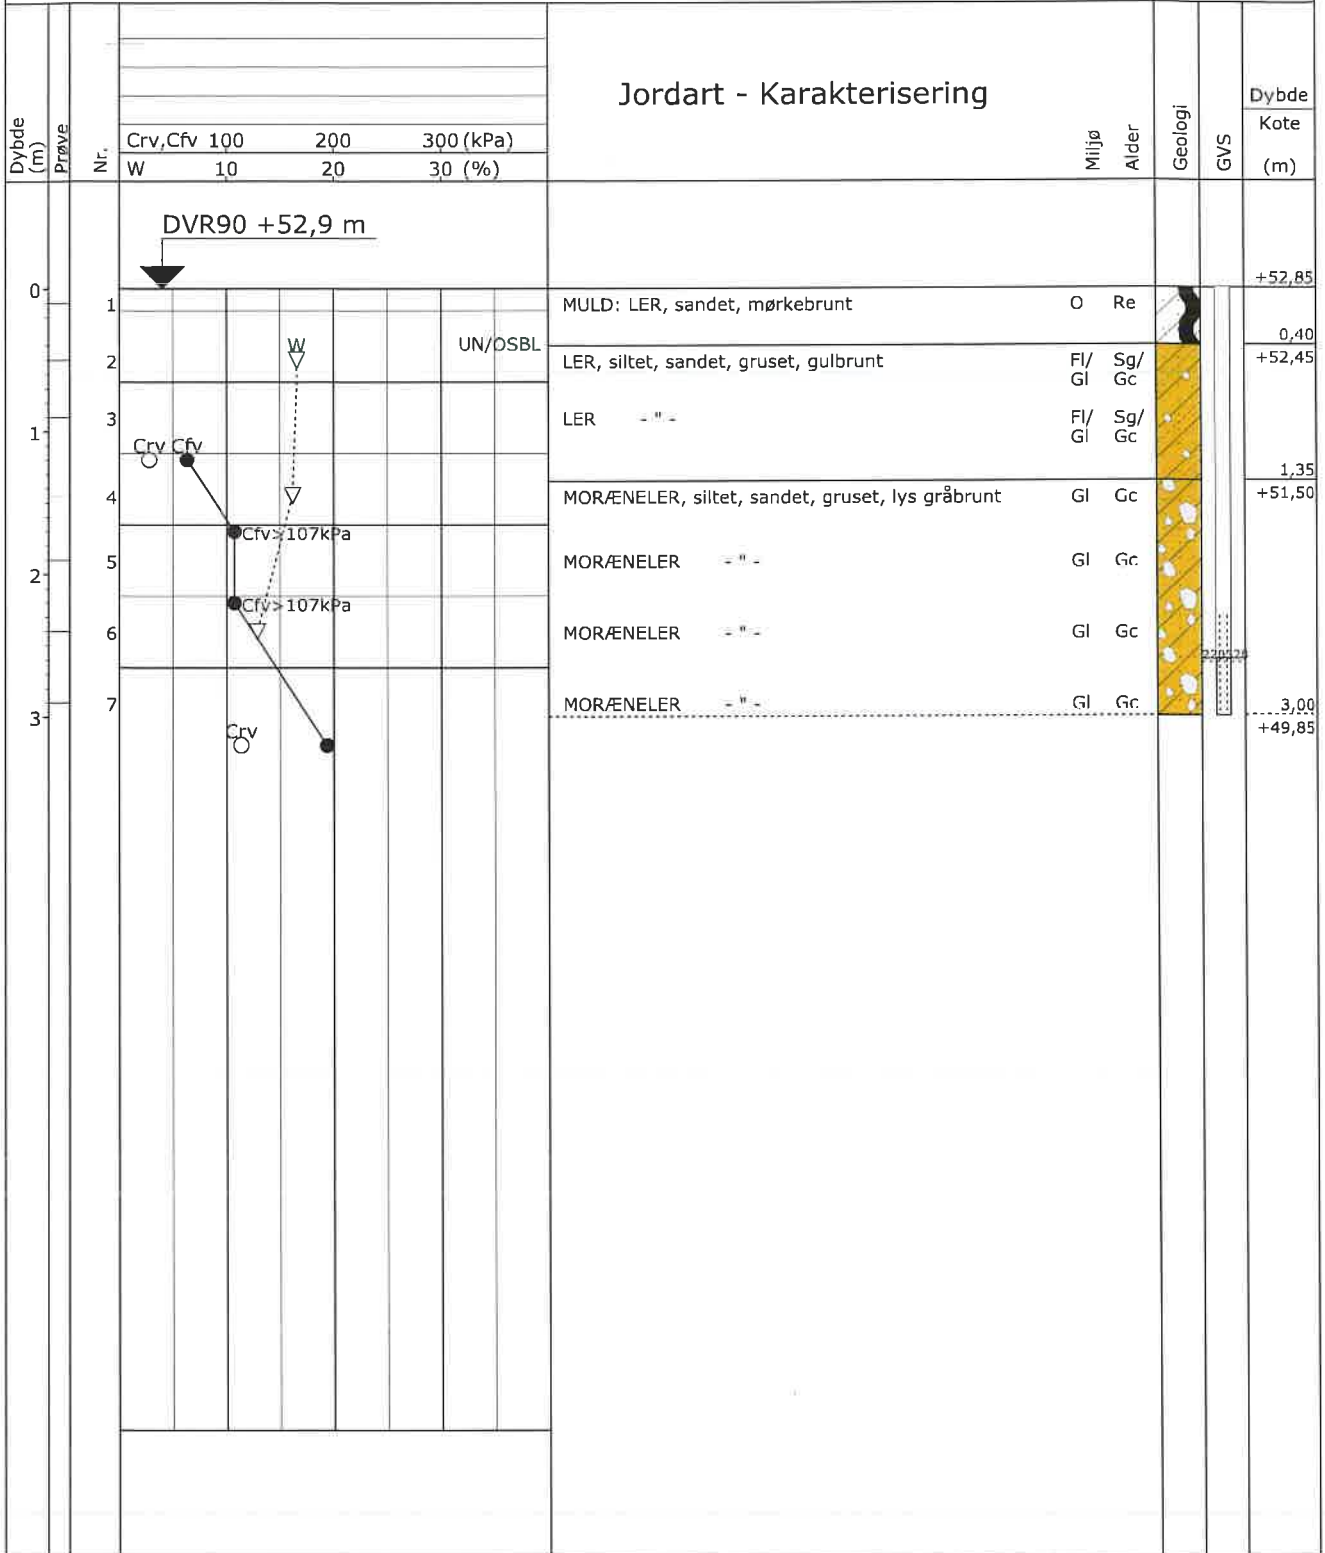 Jordart - Karakterisering
Dybde (m)
Prøve
Nr.
Crv,Cfv 100 200 300 (kPa)
W 10 20 30 (%)
Miljø
Alder
Geologi
GVS
Dybde
Kote
(m)
DVR90 +52,9 m
+52,85
0
1 MULD: LER, sandet, mørkebrunt O Re
0,40
W UN/OSBL
+52,45
2 LER, siltet, sandet, gruset, gulbrunt Fl/ Sg/
Gl Gc
3 LER - " - Fl/ Sg/
Gl Gc
1
Crv Cfv
1,35
+51,50
4 MORÆNELER, siltet, sandet, gruset, lys gråbrunt Gl Gc
Cfv>107kPa
5 MORÆNELER - " - Gl Gc
2
Cfv>107kPa
6 MORÆNELER - " - Gl Gc
7 MORÆNELER - " - Gl Gc
3,00
3
+49,85
Crv